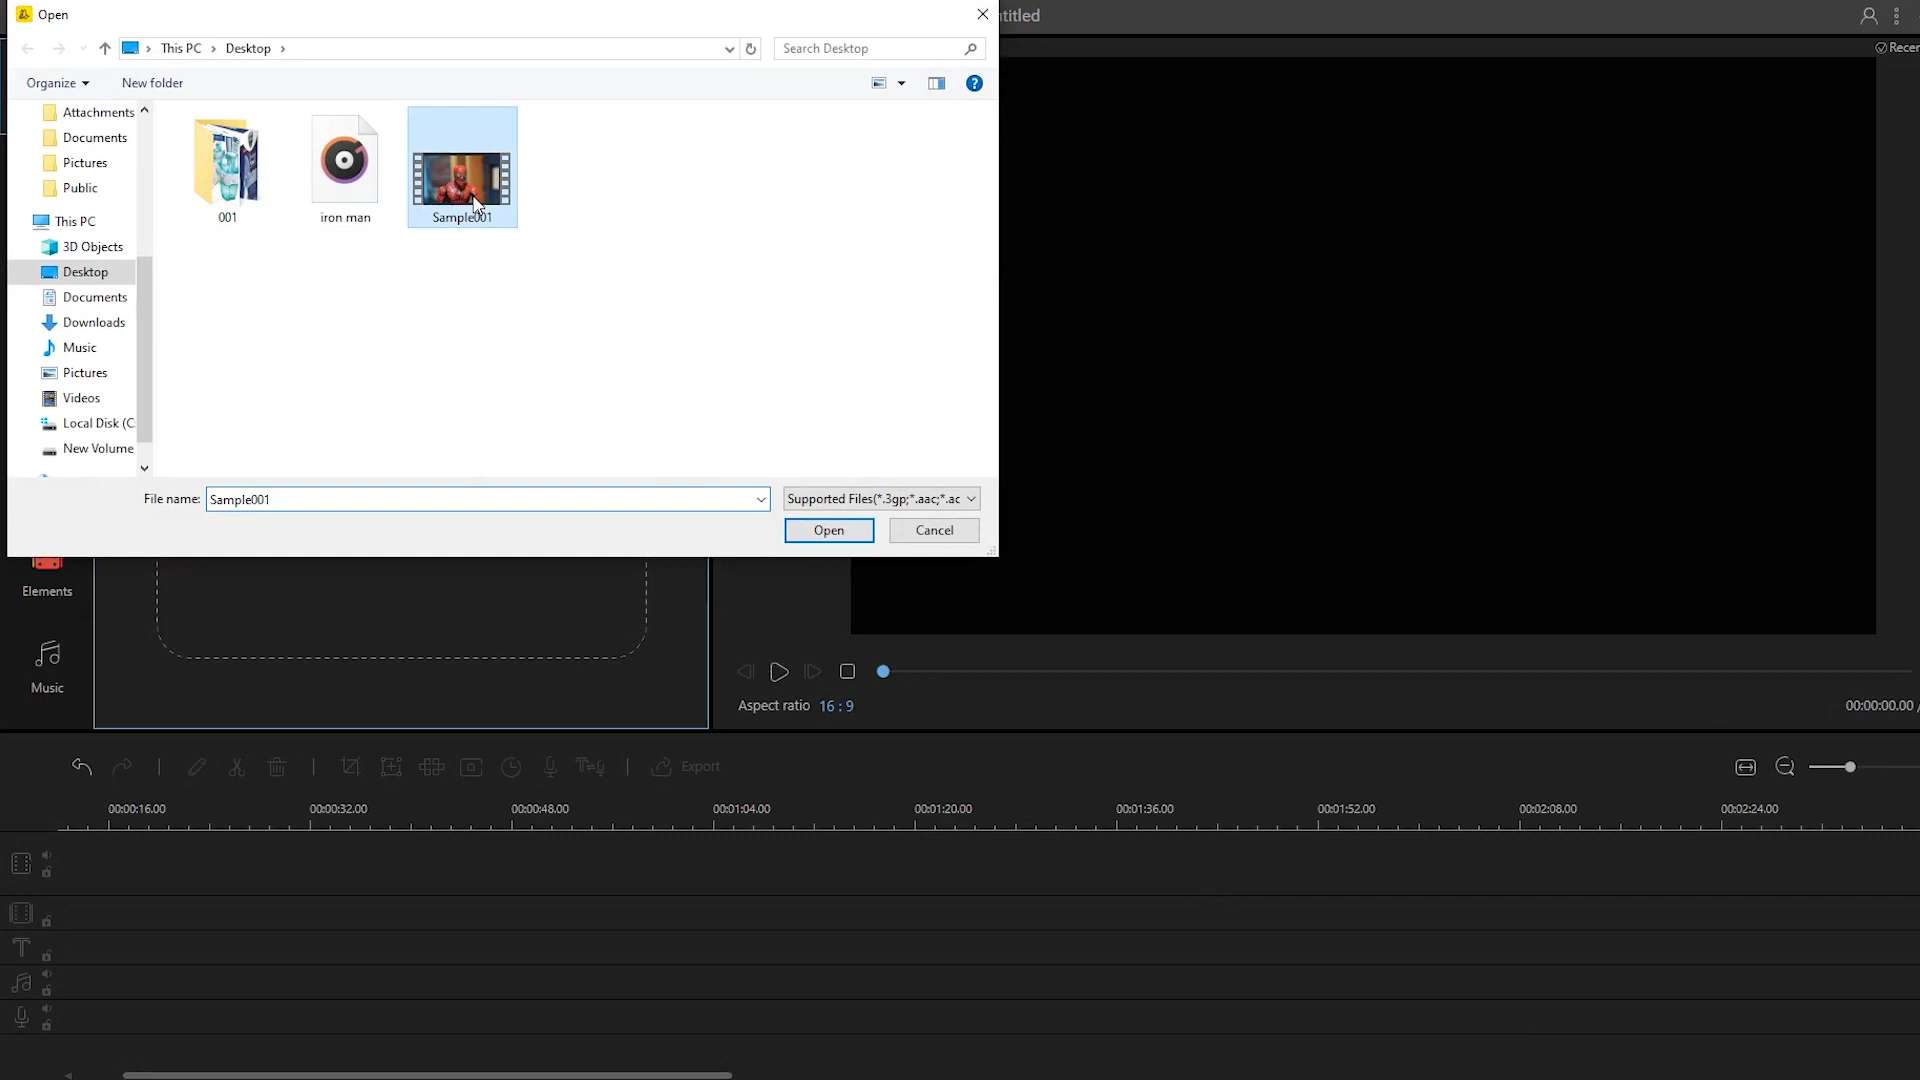 Open
ntitled
This PC
Desktop
Search Desktop
Recen
Organize
New folder
Attachments
Documents
Pictures
Public
This PC
3D Objects
Desktop
Documents
Downloads
Music
Pictures
Videos
Local Disk (C:
New Volume
001
iron man
Sample001
File name:
Sample001
Supported Files(*.3gp;*.aac;*.ac
Open
Cancel
Elements
Music
Aspect ratio 16 : 9
00:00:00.00 /
Export
00:00:16.00 00:00:32.00 00:00:48.00 00:01:04.00 00:01:20.00 00:01:36.00 00:01:52.00 00:02:08.00 00:02:24.00